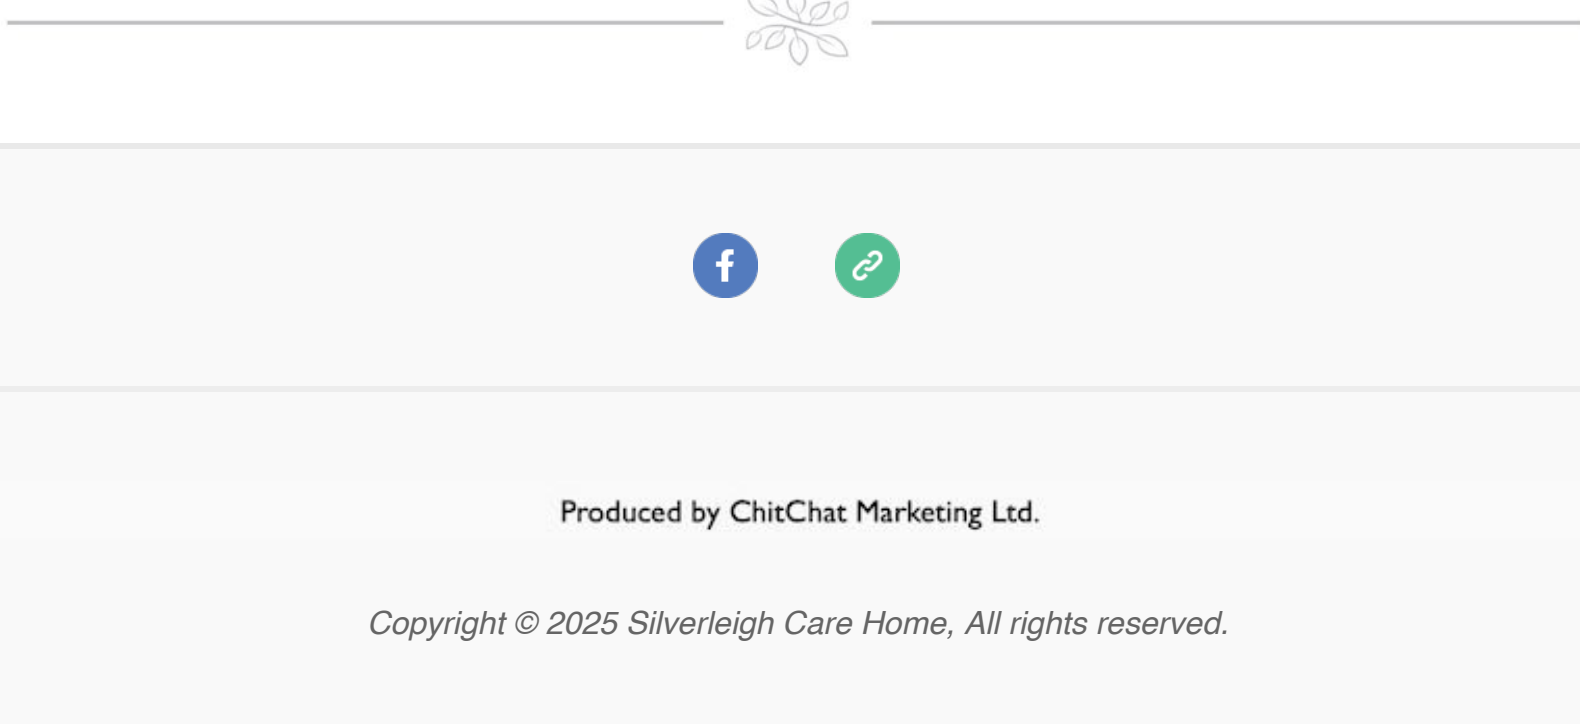 Produced by ChitChat Marketing Ltd.
Copyright © 2025 Silverleigh Care Home, All rights reserved.